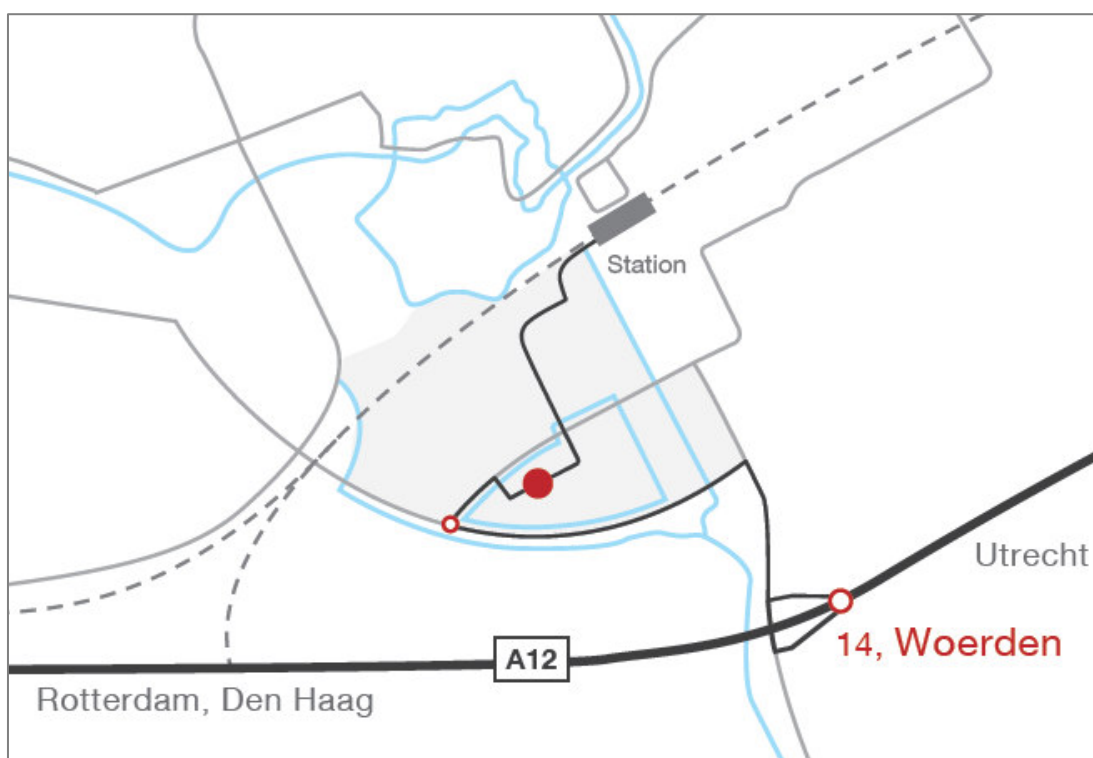 Station
Utrecht
14, Woerden
A12
Rotterdam, Den Haag